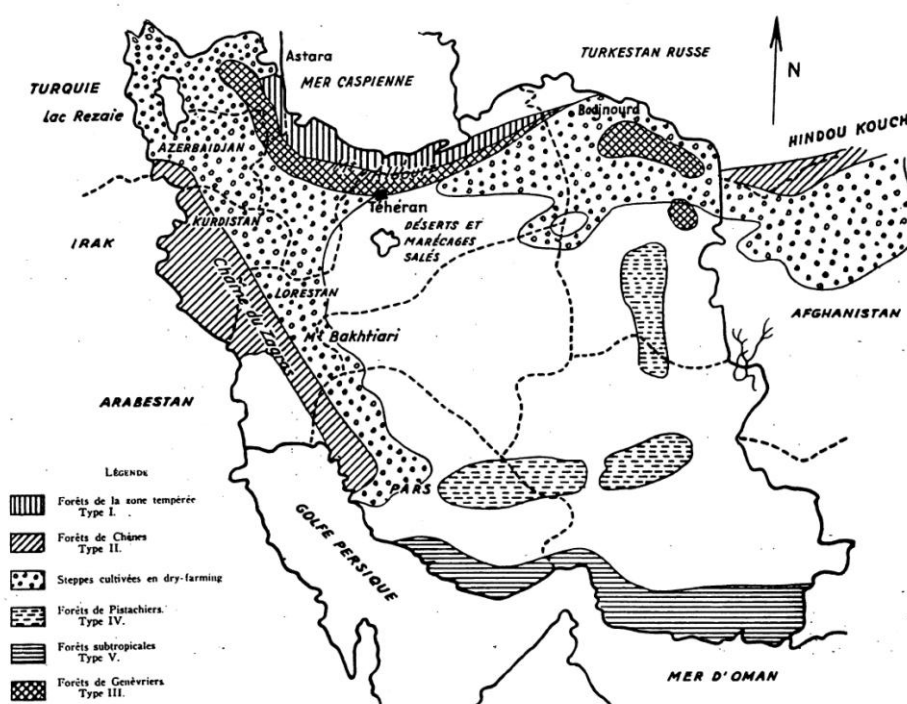 Astara
TURKESTAN RUSSE
TURQUIE
MER CASPIENNE
N
Lac Rezaie
Bodjnourd
HINDOU KOUCH
AZERBAIDJAN
Téhéran
KURDISTAN
DÉSERTS ET
MARÉCAGES
SALÉS
IRAK
Chaîne du Zagros
LORESTAN
AFGHANISTAN
Mt Bakhtiari
ARABESTAN
LÉGENDE
PARS
Forêts de la zone tempérée
Type I.
GOLFE PERSIQUE
Forêts de Chênes
Type II.
Steppes cultivées en dry-farming
Forêts de Pistachiers.
Type IV.
Forêts subtropicales
Type V.
Forêts de Genévriers
Type III.
MER D'OMAN